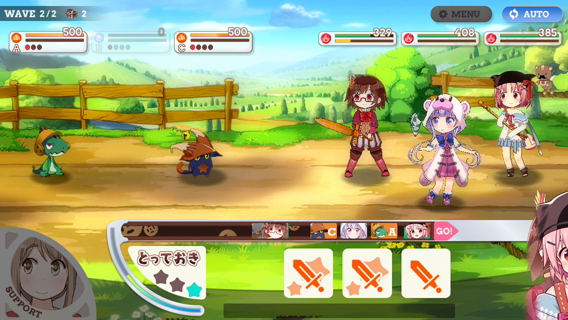 WAVE 2/2 2
MENU
AUTO
500
A
0
500
C
329
408
385
C
A
GO!
とっておき
SUPPORT